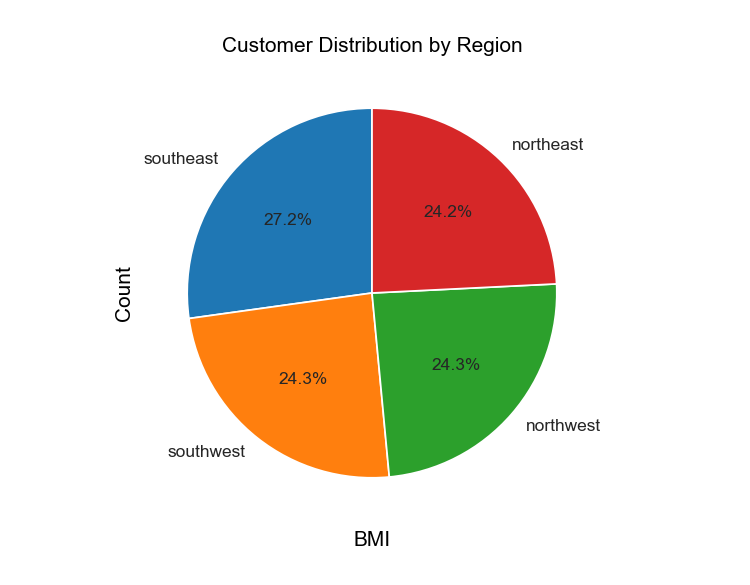 Customer Distribution by Region
southeast
northeast
27.2%
24.2%
Count
24.3%
24.3%
southwest
northwest
BMI